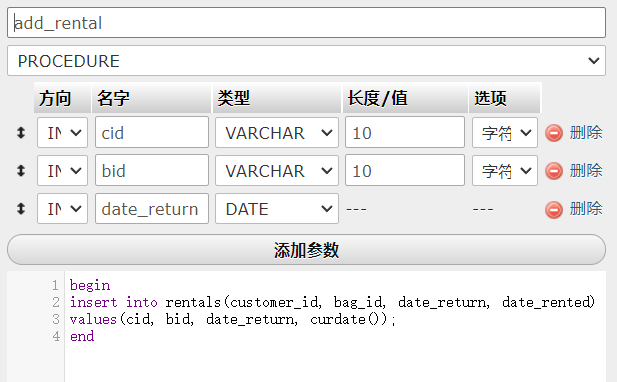 add_rental
PROCEDURE
方向 名字 类型 长度/值 选项
IN cid VARCHAR 10 字符 删除
IN bid VARCHAR 10 字符 删除
IN date_return DATE --- --- 删除
添加参数
1 begin
2 insert into rentals(customer_id, bag_id, date_return, date_rented)
3 values(cid, bid, date_return, curdate());
4 end